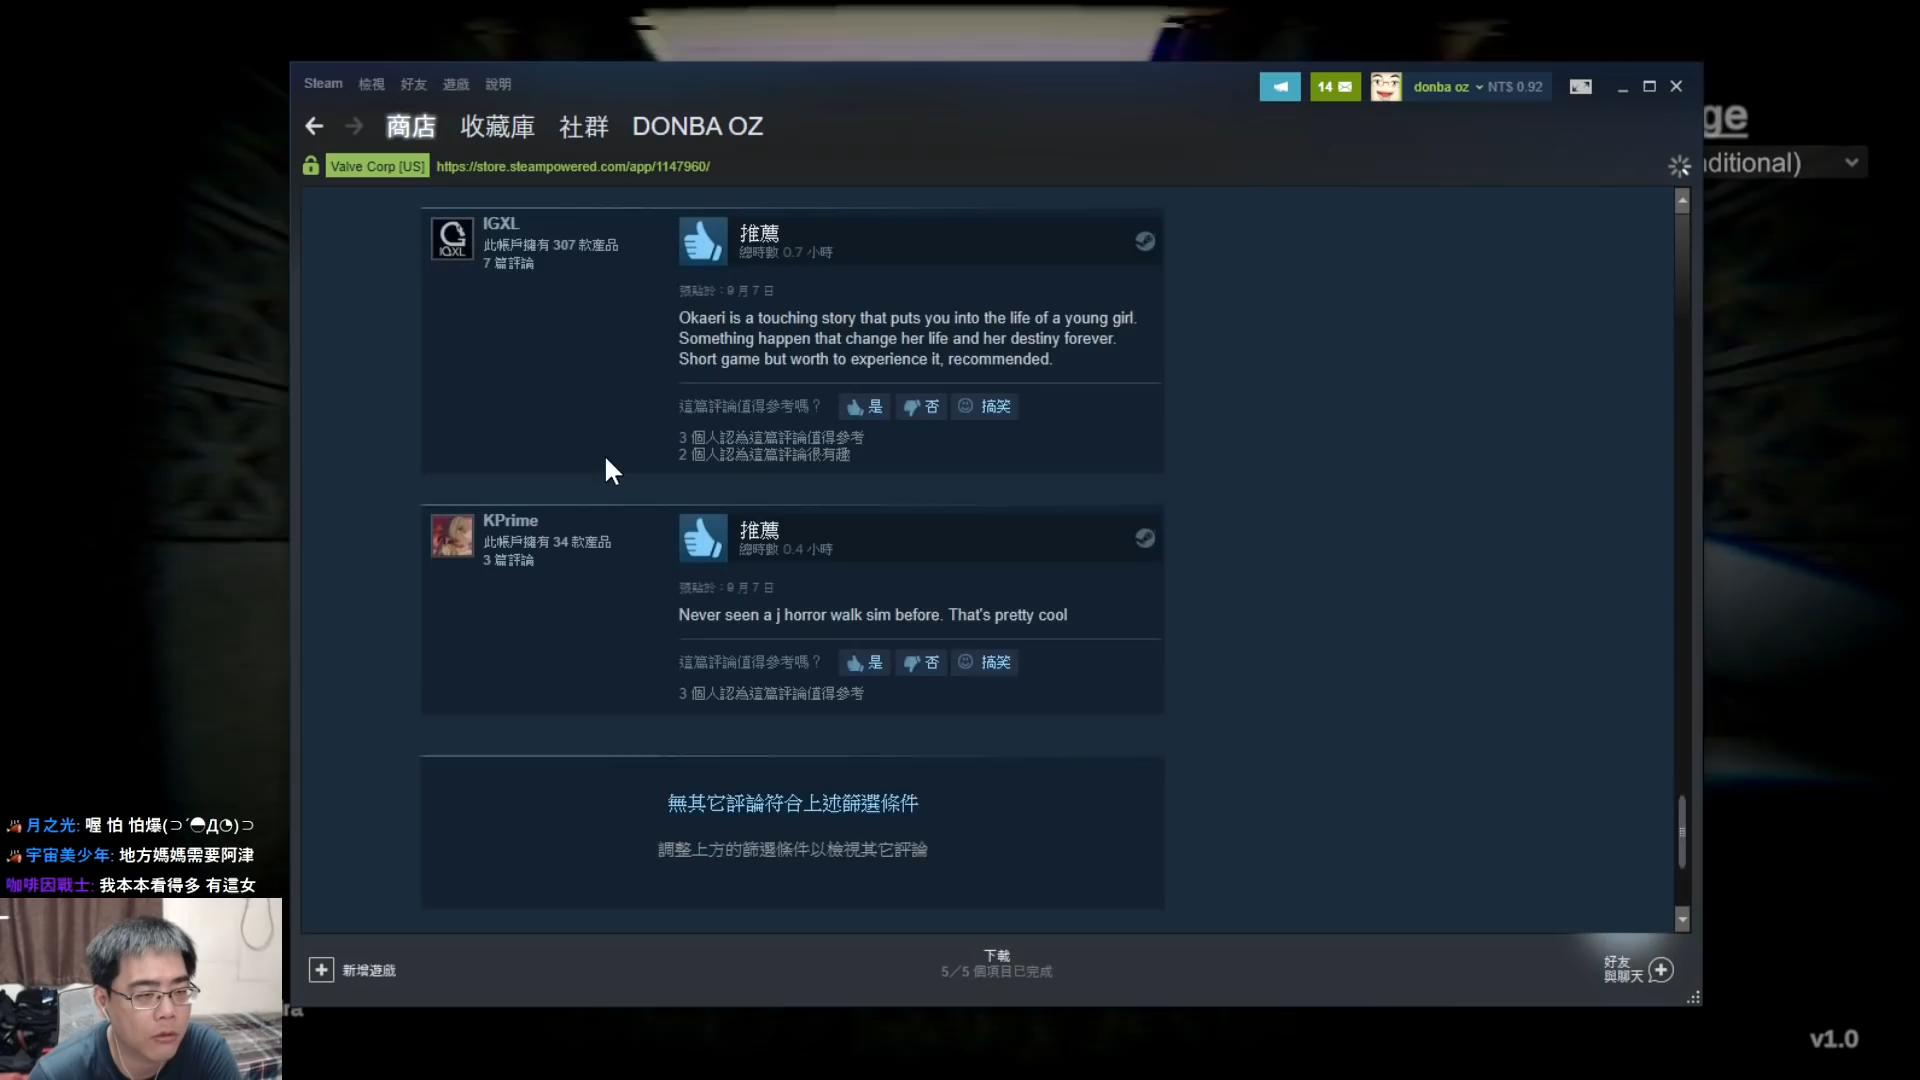 Steam 檢視 好友 遊戲 說明
14 donba oz NT$ 0.92
商店 收藏庫 社群 DONBA OZ
Valve Corp [US] https://store.steampowered.com/app/1147960/
ge
ditional)
IGXL
此帳戶擁有 307 款產品
7 篇評論
IGXL
推薦
總時數 0.7 小時
張貼於：9 月 7 日
Okaeri is a touching story that puts you into the life of a young girl.
Something happen that change her life and her destiny forever.
Short game but worth to experience it, recommended.
這篇評論值得參考嗎？ 是 否 搞笑
3 個人認為這篇評論值得參考
2 個人認為這篇評論很有趣
KPrime
此帳戶擁有 34 款產品
3 篇評論
推薦
總時數 0.4 小時
張貼於：9 月 7 日
Never seen a j horror walk sim before. That's pretty cool
這篇評論值得參考嗎？ 是 否 搞笑
3 個人認為這篇評論值得參考
無其它評論符合上述篩選條件
調整上方的篩選條件以檢視其它評論
月之光: 喔 怕 怕爆(⊃´◓Д◔)⊃
宇宙美少年: 地方媽媽需要阿津
咖啡因戰士: 我本本看得多 有這女
新增遊戲
下載
5／5 個項目已完成
好友
與聊天
ra
v1.0